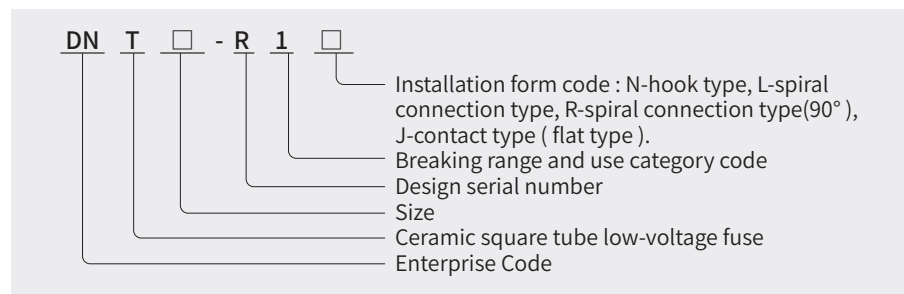 DN T □ - R 1 □
Installation form code : N-hook type, L-spiral
connection type, R-spiral connection type(90° ),
J-contact type ( flat type ).
Breaking range and use category code
Design serial number
Size
Ceramic square tube low-voltage fuse
Enterprise Code